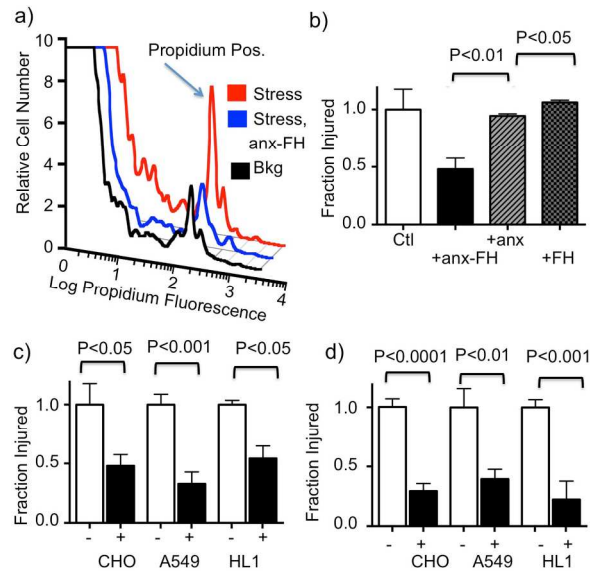 a)
Propidium Pos.
10
8
6
4
2
0
Relative Cell Number
Stress
Stress,
anx-FH
Bkg
0
1
2
3
4
Log Propidium Fluorescence
b)
P<0.01
P<0.05
Fraction Injured
1.0
0.5
0.0
Ctl
+anx
+anx-FH
+FH
c)
P<0.05
P<0.001
P<0.05
Fraction Injured
1.0
0.5
0.0
- + - + - +
CHO A549 HL1
d)
P<0.0001
P<0.01
P<0.001
Fraction Injured
1.0
0.5
0.0
- + - + - +
CHO A549 HL1